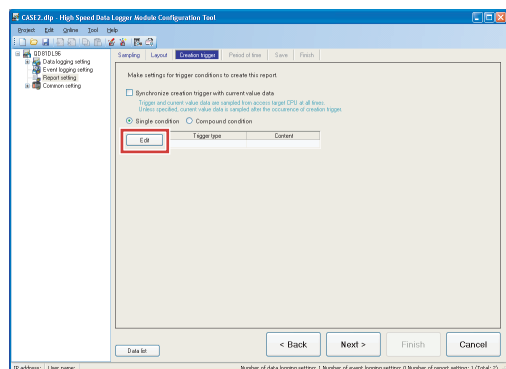 CASE2.dlp - High Speed Data Logger Module Configuration Tool
Project Edit Online Tool Help
QD81DL96
Data logging setting
Event logging setting
Report setting
Common setting
Sampling Layout Creation trigger Period of time Save Finish
Make settings for trigger conditions to create this report.
Synchronize creation trigger with current value data
Trigger and current value data are sampled from access target CPU at all times.
Unless specified, current value data is sampled after the occurrence of creation trigger.
Single condition Compound condition
Edit
Trigger type Content
Data list
< Back Next > Finish Cancel
IP address: User name: Number of data logging setting: 1 Number of event logging setting: 0 Number of report setting: 1 (Total: 2)